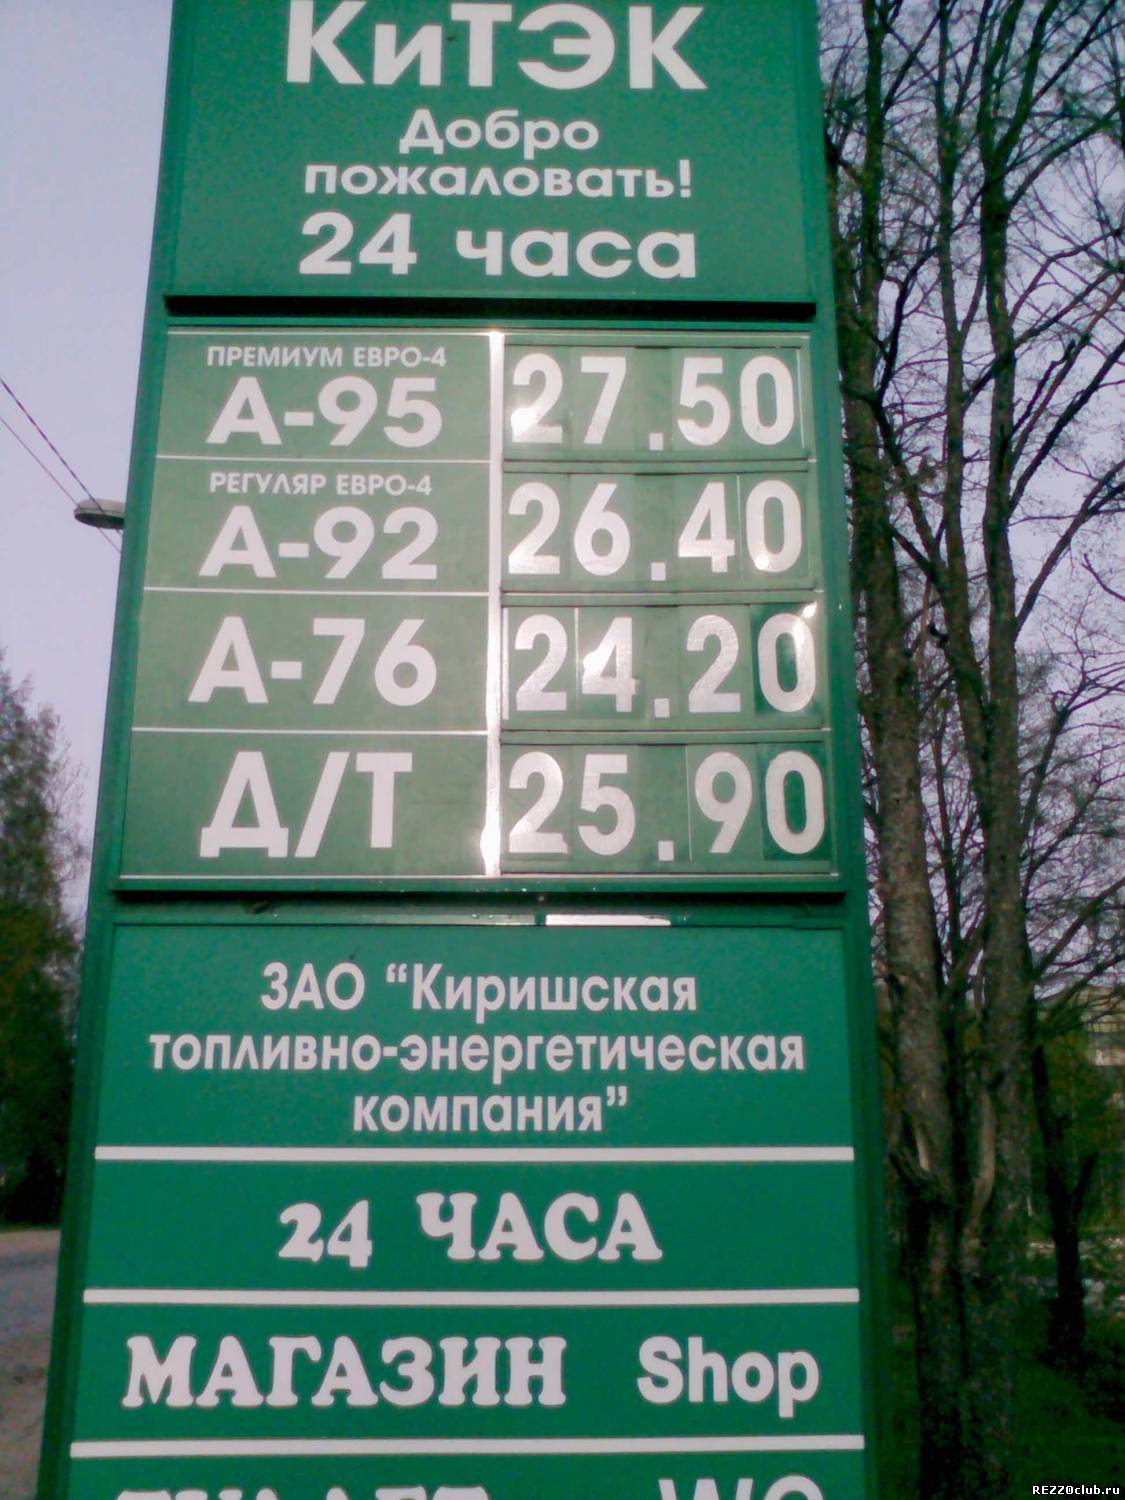 КиТЭК
Добро
пожаловать!
24 часа
ПРЕМИУМ ЕВРО-4
А-95 27.50
РЕГУЛЯР ЕВРО-4
А-92 26.40
А-76 24.20
Д/Т 25.90
ЗАО “Киришская
топливно-энергетическая
компания”
24 ЧАСА
МАГАЗИН Shop
REZZOclub.ru